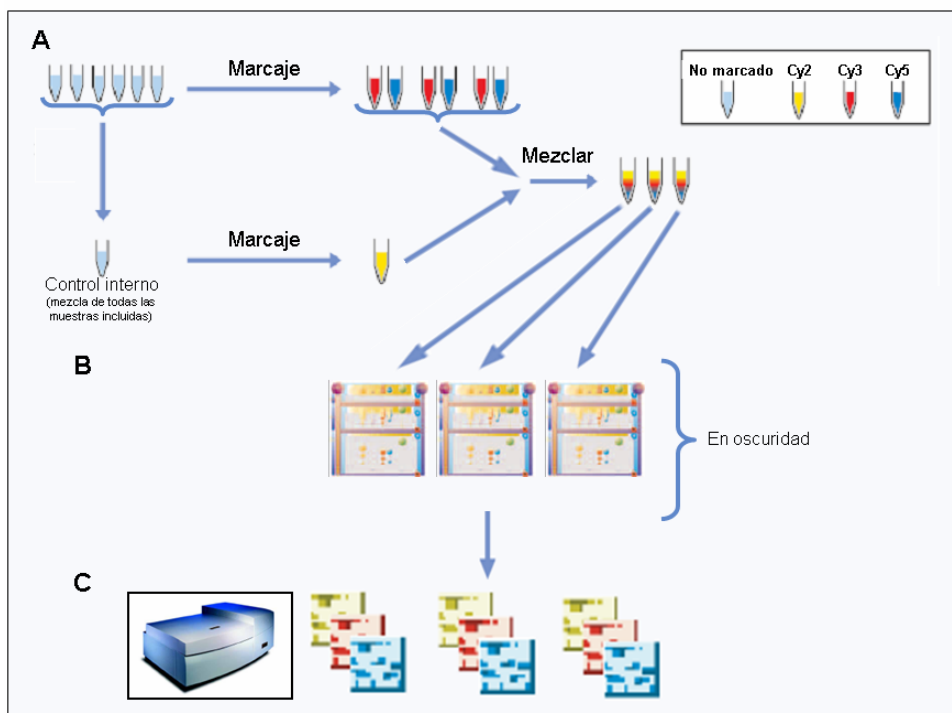 A
Marcaje
No marcado
Cy2
Cy3
Cy5
Mezclar
Marcaje
Control interno
(mezcla de todas las
muestras incluidas)
B
En oscuridad
C